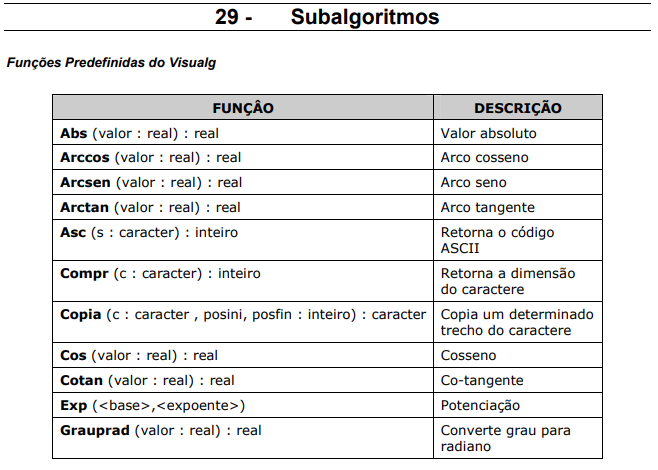 29 - Subalgoritmos
Funções Predefinidas do Visualg
FUNÇÂO DESCRIÇÃO
Abs (valor : real) : real Valor absoluto
Arccos (valor : real) : real Arco cosseno
Arcsen (valor : real) : real Arco seno
Arctan (valor : real) : real Arco tangente
Asc (s : caracter) : inteiro Retorna o código
ASCII
Compr (c : caracter) : inteiro Retorna a dimensão
do caractere
Copia (c : caracter , posini, posfin : inteiro) : caracter Copia um determinado
trecho do caractere
Cos (valor : real) : real Cosseno
Cotan (valor : real) : real Co-tangente
Exp (<base>,<expoente>) Potenciação
Grauprad (valor : real) : real Converte grau para
radiano